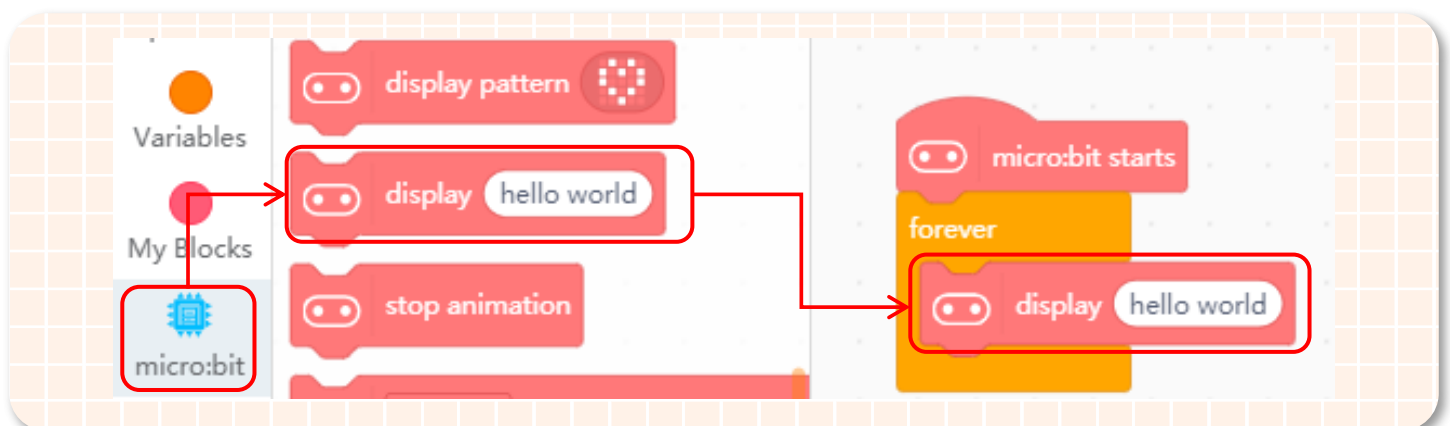 Variables
My Blocks
micro:bit
display pattern
display hello world
stop animation
micro:bit starts
forever
display hello world